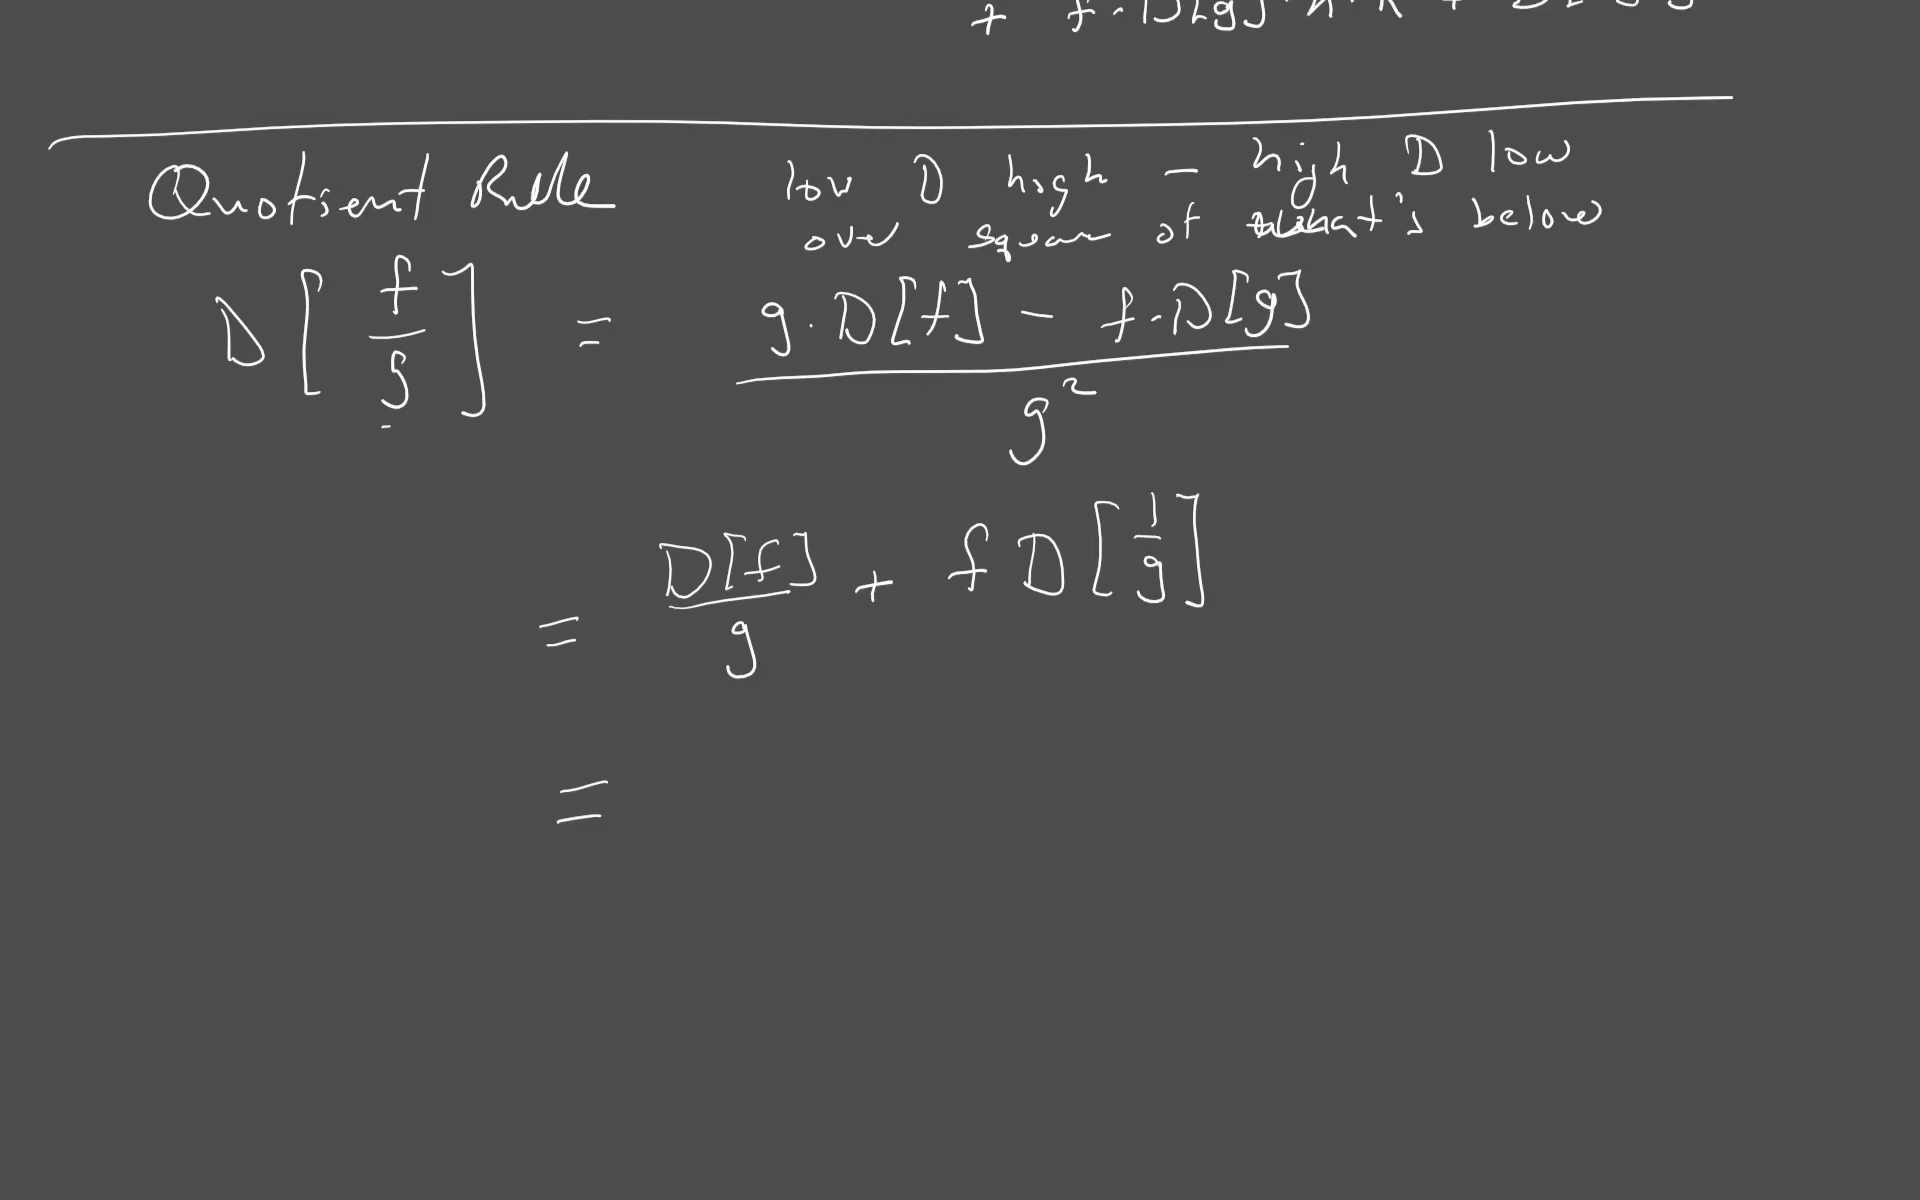 Quotient Rule
low D high - high D low
over square of what's below
D[f/g] = (g·D[f] - f·D[g])/g²
= D[f]/g + f D[1/g]
=